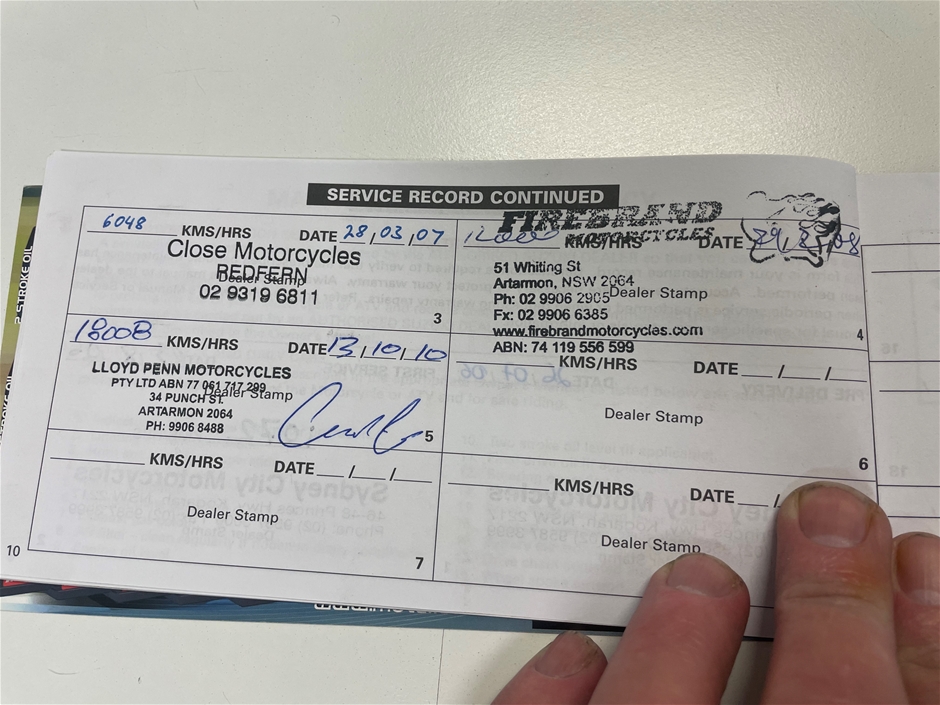 SERVICE RECORD CONTINUED
6048 KMS/HRS DATE 28/03/07
Close Motorcycles
REDFERN
Dealer Stamp
02 9319 6811
3
12000 KMS/HRS DATE 29/2/08
FIREBRAND
MOTORCYCLES
51 Whiting St
Artarmon, NSW 2064
Ph: 02 9906 2905 Dealer Stamp
Fx: 02 9906 6385
www.firebrandmotorcycles.com
ABN: 74 119 556 599
4
18008 KMS/HRS DATE 13/10/10
LLOYD PENN MOTORCYCLES
PTY LTD ABN 77 061 717 299
Dealer Stamp
34 PUNCH ST.
ARTARMON 2064
PH: 9906 8488
5
KMS/HRS DATE / /
Dealer Stamp
6
KMS/HRS DATE / /
Dealer Stamp
7
KMS/HRS DATE /
Dealer Stamp
10
2 STROKE OIL